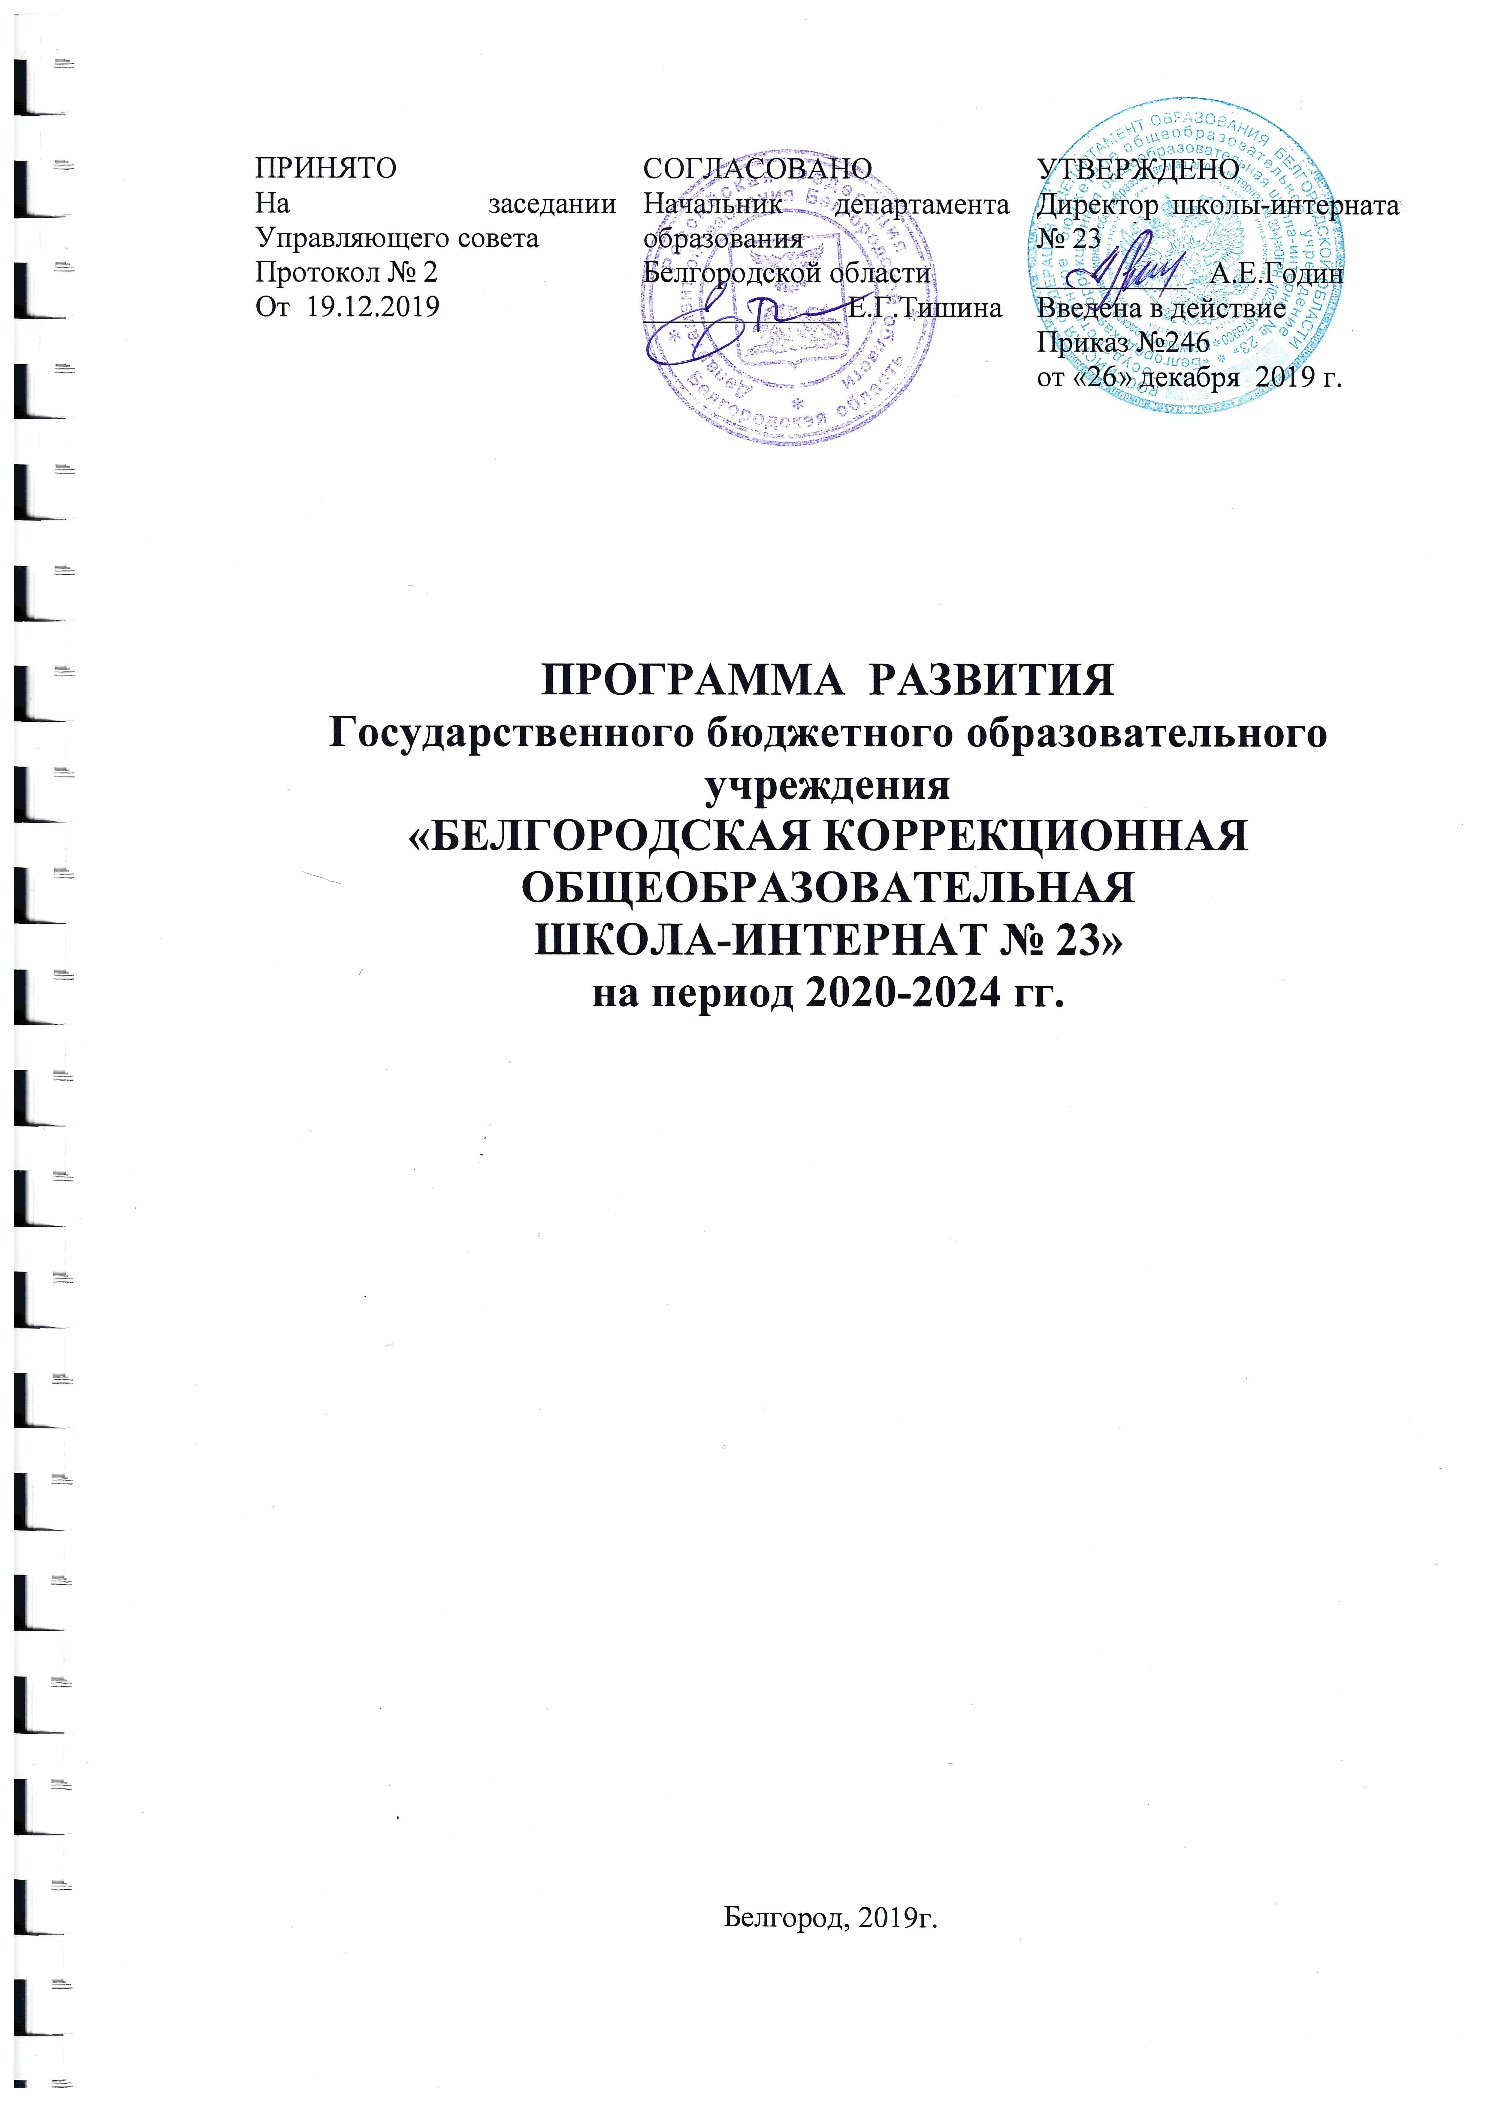 ПРИНЯТО
На заседании
Управляющего совета
Протокол № 2
От 19.12.2019
СОГЛАСОВАНО
Начальник департамента
образования
Белгородской области
Е.Г.Тишина
УТВЕРЖДЕНО
Директор школы-интерната
№ 23
А.Е.Годин
Введена в действие
Приказ №246
от «26» декабря 2019 г.
ПРОГРАММА РАЗВИТИЯ
Государственного бюджетного образовательного
учреждения
«БЕЛГОРОДСКАЯ КОРРЕКЦИОННАЯ
ОБЩЕОБРАЗОВАТЕЛЬНАЯ
ШКОЛА-ИНТЕРНАТ № 23»
на период 2020-2024 гг.
Белгород, 2019г.